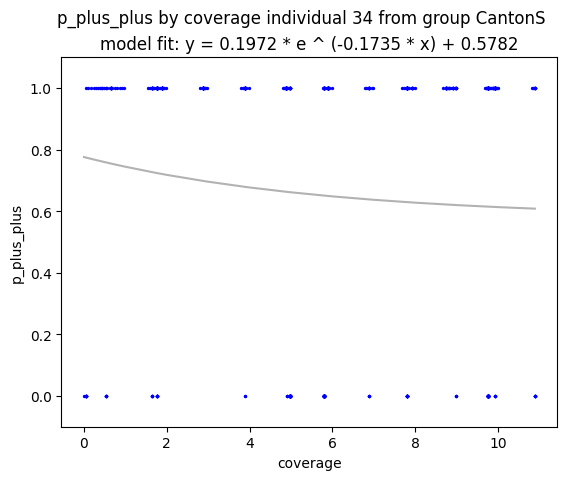 p_plus_plus by coverage individual 34 from group CantonS
model fit: y = 0.1972 * e ^ (-0.1735 * x) + 0.5782
p_plus_plus
1.0
0.8
0.6
0.4
0.2
0.0
0 2 4 6 8 10
coverage